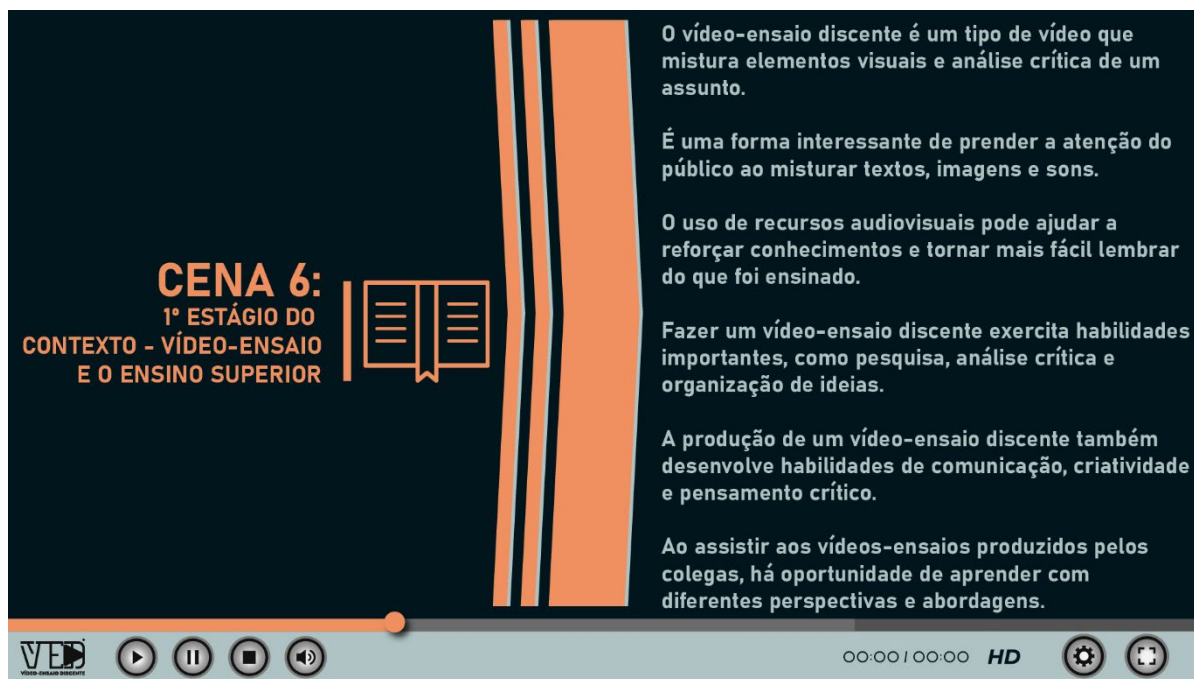 CENA 6:
1º ESTÁGIO DO
CONTEXTO - VÍDEO-ENSAIO
E O ENSINO SUPERIOR
O vídeo-ensaio discente é um tipo de vídeo que
mistura elementos visuais e análise crítica de um
assunto.
É uma forma interessante de prender a atenção do
público ao misturar textos, imagens e sons.
O uso de recursos audiovisuais pode ajudar a
reforçar conhecimentos e tornar mais fácil lembrar
do que foi ensinado.
Fazer um vídeo-ensaio discente exercita habilidades
importantes, como pesquisa, análise crítica e
organização de ideias.
A produção de um vídeo-ensaio discente também
desenvolve habilidades de comunicação, criatividade
e pensamento crítico.
Ao assistir aos vídeos-ensaios produzidos pelos
colegas, há oportunidade de aprender com
diferentes perspectivas e abordagens.
VED
VÍDEO-ENSAIO DISCENTE
00:00 / 00:00 HD